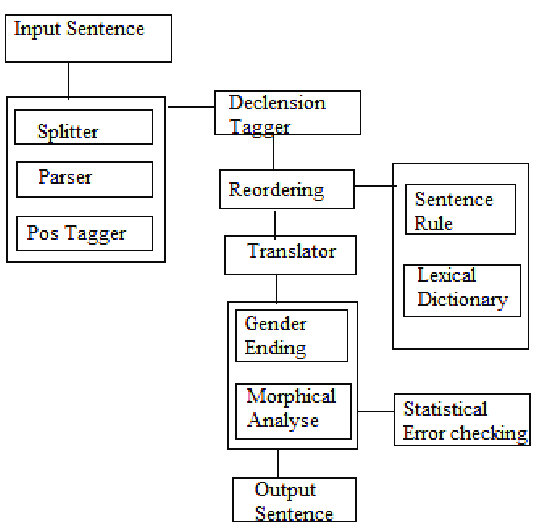 Input Sentence
Splitter
Parser
Pos Tagger
Declension
Tagger
Reordering
Sentence
Rule
Lexical
Dictionary
Translator
Gender
Ending
Morphical
Analyse
Statistical
Error checking
Output
Sentence